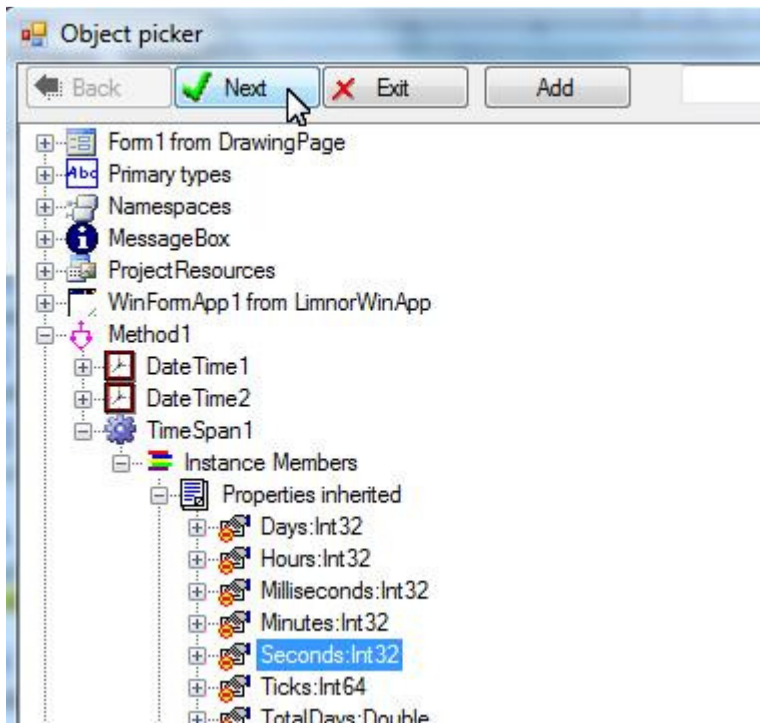 Object picker
Back Next Exit Add
Form1 from DrawingPage
Abc Primary types
Namespaces
MessageBox
ProjectResources
WinFormApp1 from LimnorWinApp
Method1
DateTime1
DateTime2
TimeSpan1
Instance Members
Properties inherited
Days:Int32
Hours:Int32
Milliseconds:Int32
Minutes:Int32
Seconds:Int32
Ticks:Int64
TotalDays:Double